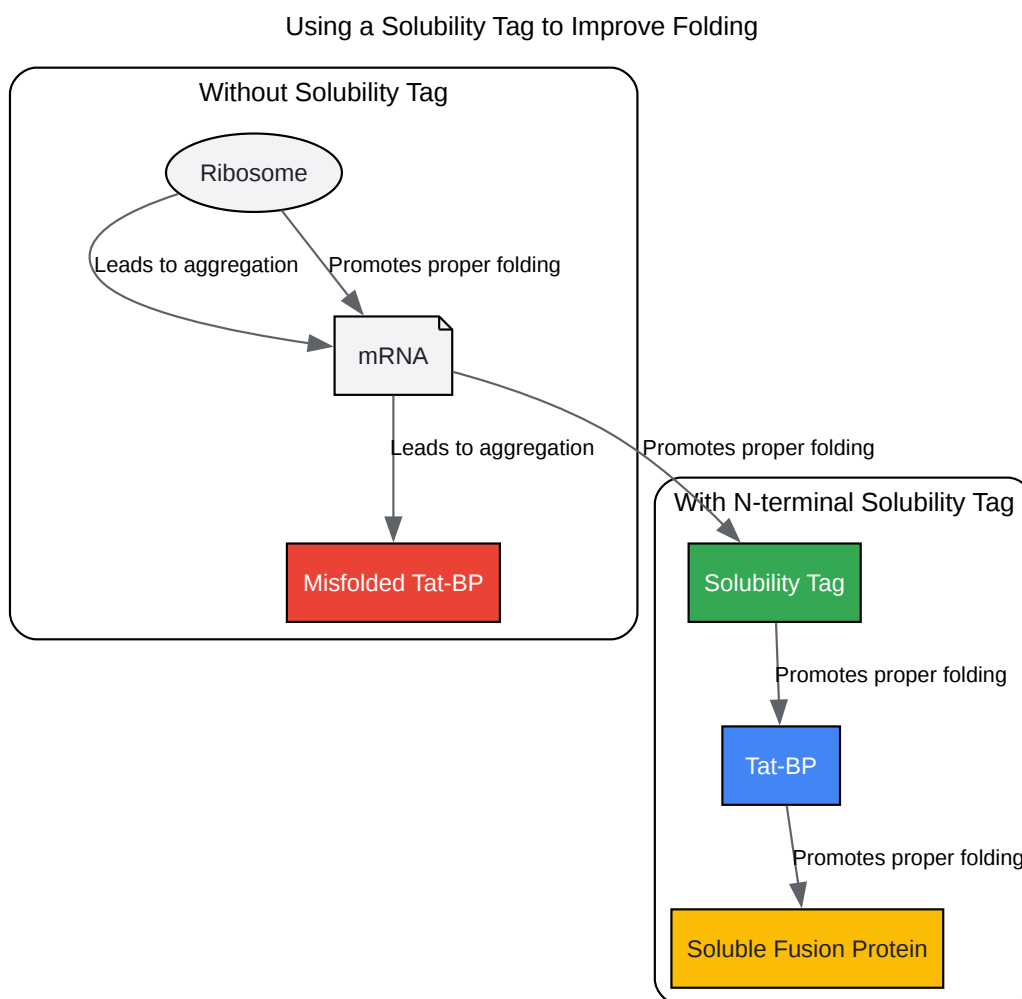 Using a Solubility Tag to Improve Folding
Without Solubility Tag
Ribosome
Leads to aggregation
Promotes proper folding
mRNA
Leads to aggregation
Promotes proper folding
With N-terminal Solubility Tag
Misfolded Tat-BP
Solubility Tag
Promotes proper folding
Tat-BP
Promotes proper folding
Soluble Fusion Protein